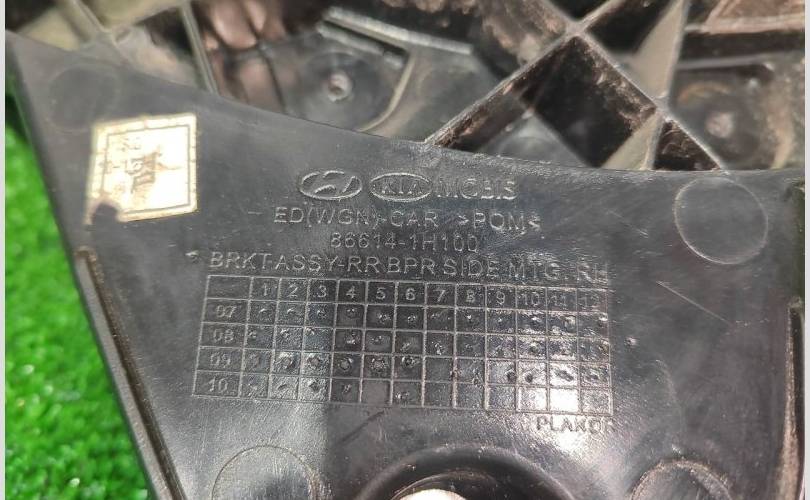 KIA MOBIS
ED(WGN)-CAR >POM<
86614-1H100
BRKT ASSY-RR BPR SIDE MTG, RH
1 2 3 4 5 6 7 8 9 10 11 12
07
08
09
10
PLAKOR